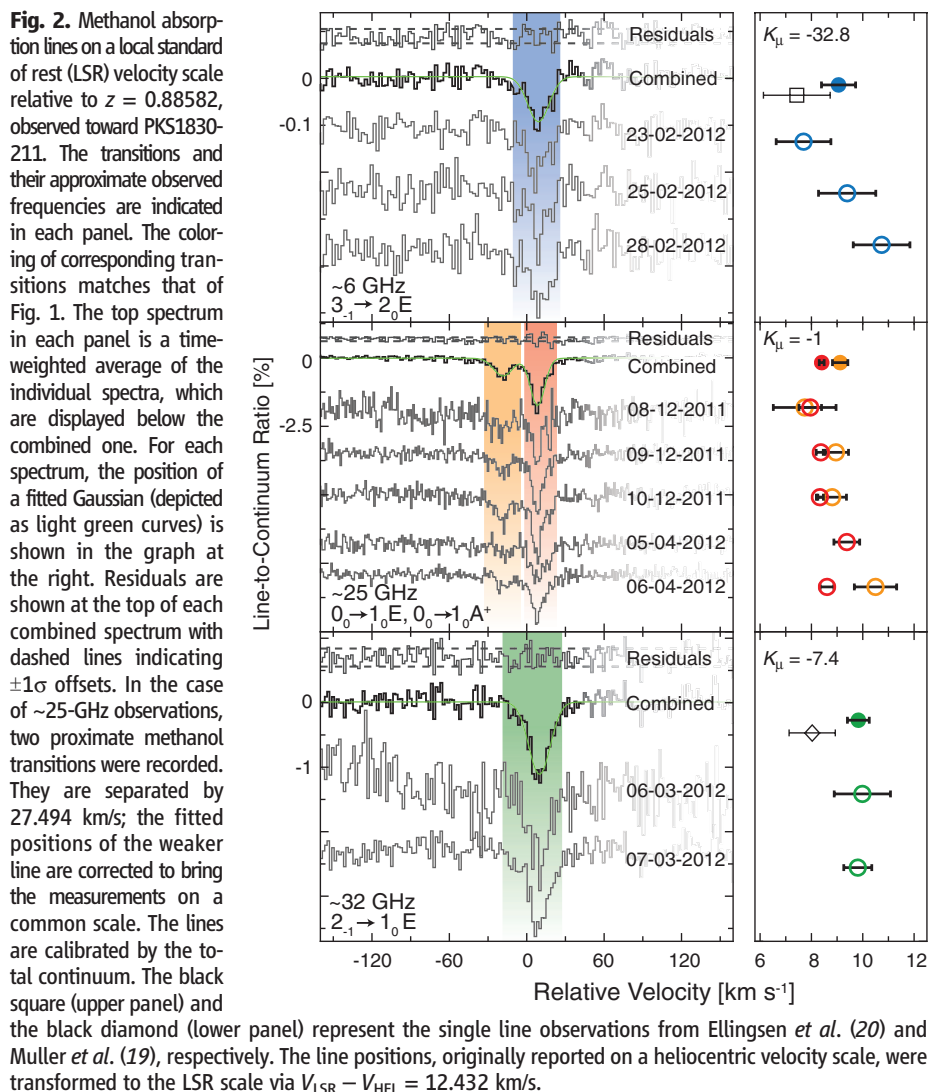 Fig. 2. Methanol absorp-
tion lines on a local standard
of rest (LSR) velocity scale
relative to z = 0.88582,
observed toward PKS1830-
211. The transitions and
their approximate observed
frequencies are indicated
in each panel. The color-
ing of corresponding tran-
sitions matches that of
Fig. 1. The top spectrum
in each panel is a time-
weighted average of the
individual spectra, which
are displayed below the
combined one. For each
spectrum, the position of
a fitted Gaussian (depicted
as light green curves) is
shown in the graph at
the right. Residuals are
shown at the top of each
combined spectrum with
dashed lines indicating
±1σ offsets. In the case
of ~25-GHz observations,
two proximate methanol
transitions were recorded.
They are separated by
27.494 km/s; the fitted
positions of the weaker
line are corrected to bring
the measurements on a
common scale. The lines
are calibrated by the to-
tal continuum. The black
square (upper panel) and
the black diamond (lower panel) represent the single line observations from Ellingsen et al. (20) and
Muller et al. (19), respectively. The line positions, originally reported on a heliocentric velocity scale, were
transformed to the LSR scale via V_LSR − V_HEL = 12.432 km/s.
Line-to-Continuum Ratio [%]
0
-0.1
Residuals
Combined
23-02-2012
25-02-2012
28-02-2012
~6 GHz
3₋₁→2₀E
K_μ = -32.8
0
-2.5
Residuals
Combined
08-12-2011
09-12-2011
10-12-2011
05-04-2012
06-04-2012
~25 GHz
0₀→1₀E, 0₀→1₀A⁺
K_μ = -1
0
-1
Residuals
Combined
06-03-2012
07-03-2012
~32 GHz
2₋₁→1₀E
K_μ = -7.4
-120 -60 0 60 120
6 8 10 12
Relative Velocity [km s⁻¹]